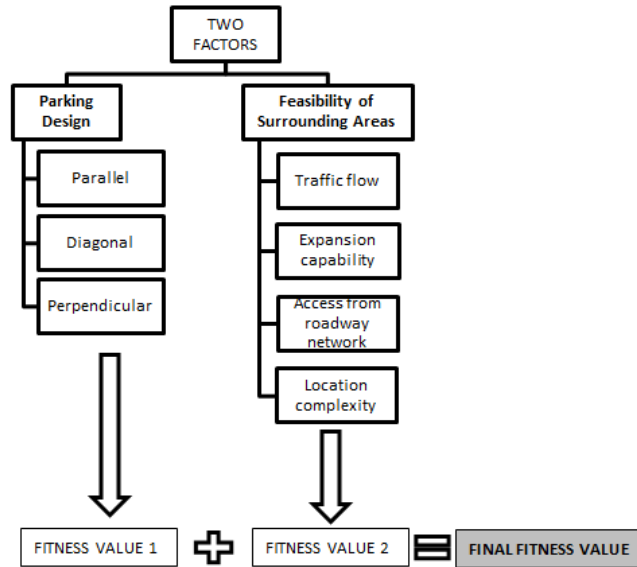 TWO
FACTORS
Parking
Design
Feasibility of
Surrounding Areas
Parallel
Diagonal
Perpendicular
Traffic flow
Expansion
capability
Access from
roadway
network
Location
complexity
FITNESS VALUE 1
FITNESS VALUE 2
FINAL FITNESS VALUE